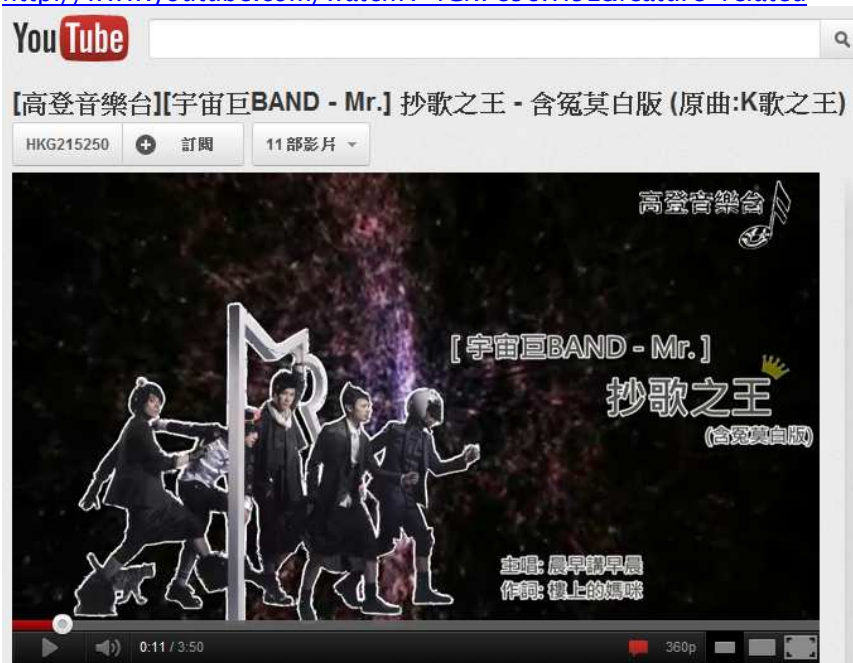 YouTube
[高登音樂台][宇宙巨BAND - Mr.] 抄歌之王 - 含冤莫白版 (原曲:K歌之王)
HKG215250 訂閱 11 部影片
高登音樂台
[ 宇宙巨BAND - Mr. ]
抄歌之王
(含冤莫白版)
主唱: 晨早講早晨
作詞: 樓上的媽咪
0:11 / 3:50 360p